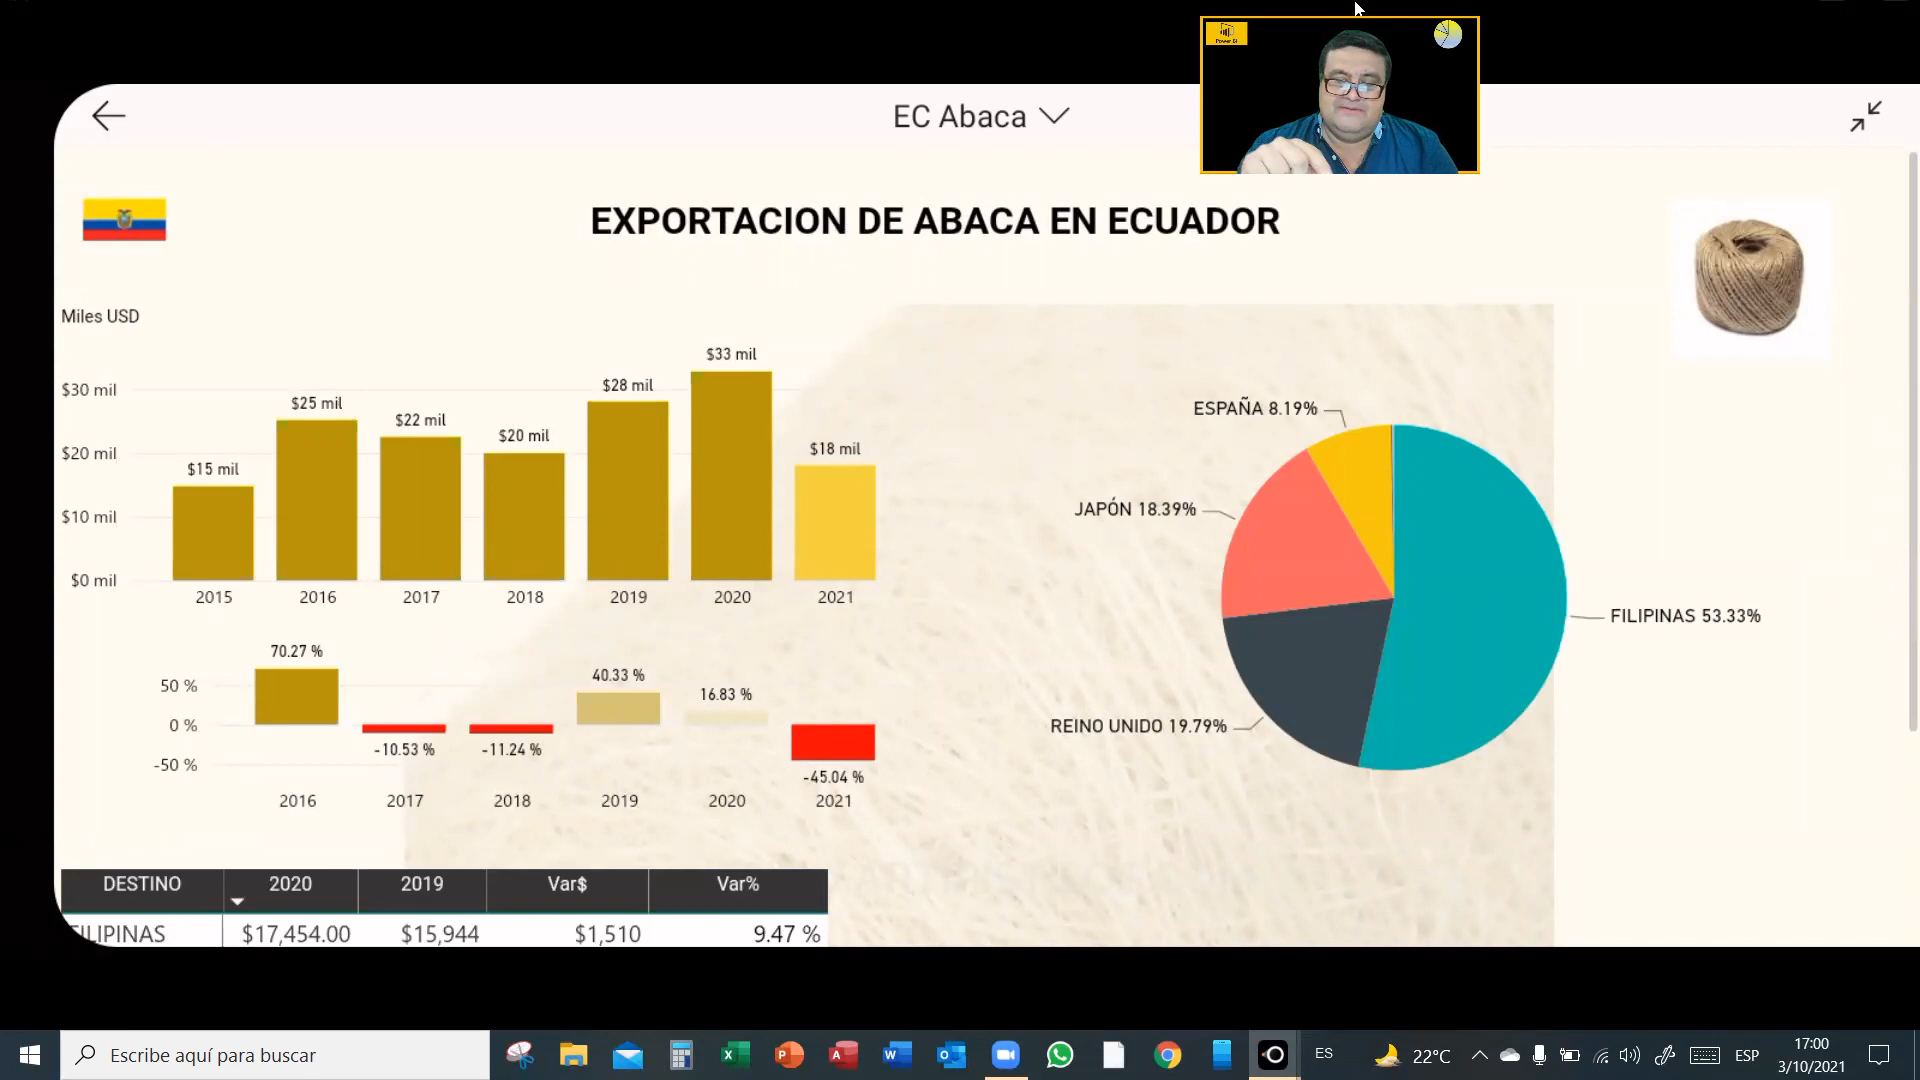 Power BI
EC Abaca
EXPORTACION DE ABACA EN ECUADOR
Miles USD
$30 mil
$20 mil
$10 mil
$0 mil
$15 mil
$25 mil
$22 mil
$20 mil
$28 mil
$33 mil
$18 mil
2015 2016 2017 2018 2019 2020 2021
50 %
0 %
-50 %
70.27 %
-10.53 %
-11.24 %
40.33 %
16.83 %
-45.04 %
2016 2017 2018 2019 2020 2021
ESPAÑA 8.19%
JAPÓN 18.39%
REINO UNIDO 19.79%
FILIPINAS 53.33%
DESTINO 2020 2019 Var$ Var%
FILIPINAS $17,454.00 $15,944 $1,510 9.47 %
Escribe aquí para buscar
ES
22°C
ESP
17:00
3/10/2021